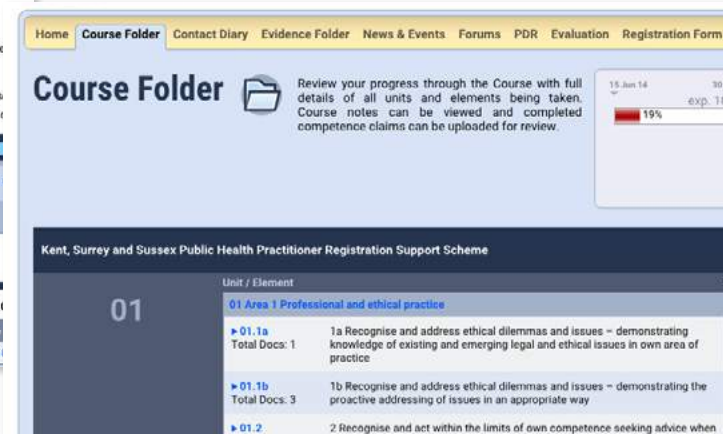 Home Course Folder Contact Diary Evidence Folder News & Events Forums PDR Evaluation Registration Form
Course Folder
Review your progress through the Course with full
details of all units and elements being taken.
Course notes can be viewed and completed
competence claims can be uploaded for review.
15 Jun 14 30
exp. 18
19%
Kent, Surrey and Sussex Public Health Practitioner Registration Support Scheme
Unit / Element
01
01 Area 1 Professional and ethical practice
01.1a
Total Docs: 1
1a Recognise and address ethical dilemmas and issues – demonstrating
knowledge of existing and emerging legal and ethical issues in own area of
practice
01.1b
Total Docs: 3
1b Recognise and address ethical dilemmas and issues – demonstrating the
proactive addressing of issues in an appropriate way
01.2
2 Recognise and act within the limits of own competence seeking advice when